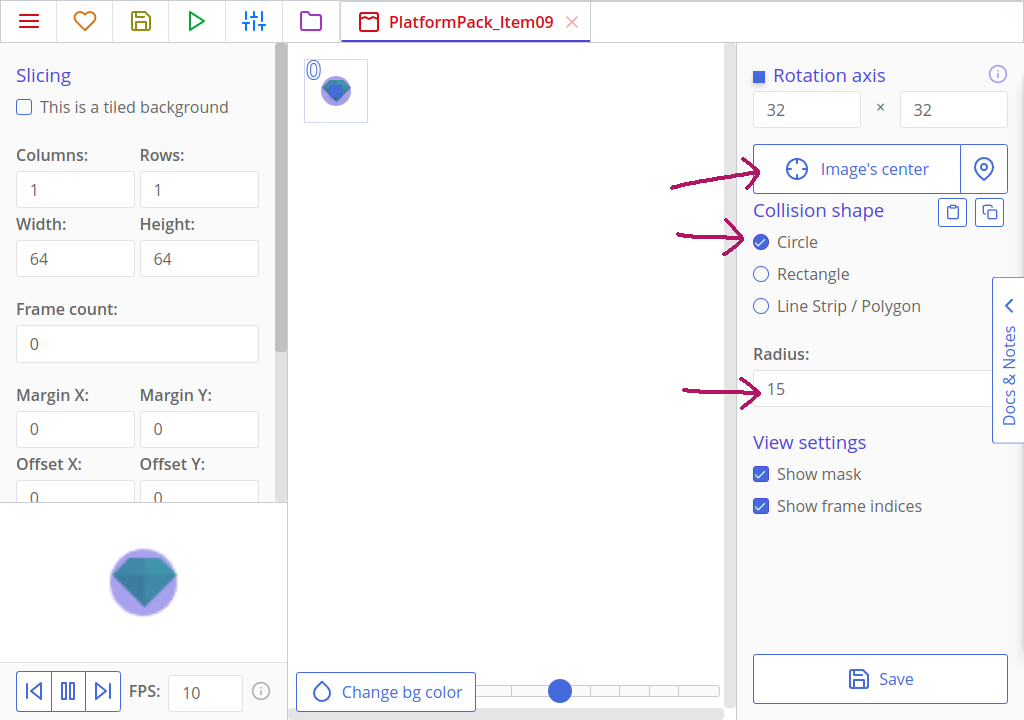 PlatformPack_Item09
Slicing
This is a tiled background
Columns: Rows:
1 1
Width: Height:
64 64
Frame count:
0
Margin X: Margin Y:
0 0
Offset X: Offset Y:
0 0
FPS: 10
0
Change bg color
Rotation axis
32 × 32
Image's center
Collision shape
Circle
Rectangle
Line Strip / Polygon
Radius:
15
View settings
Show mask
Show frame indices
Save
Docs & Notes